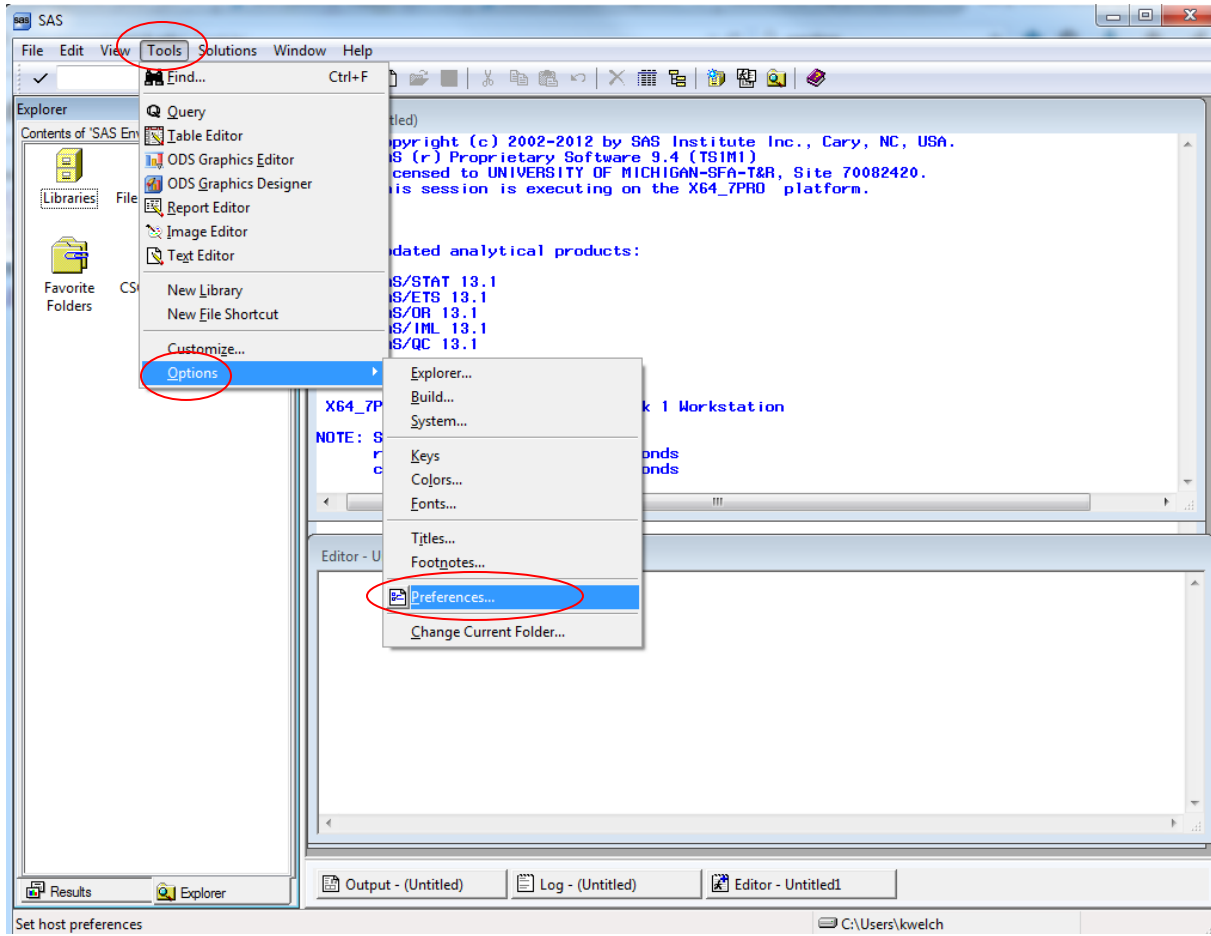 sas SAS
File Edit View Tools Solutions Window Help
Explorer
Contents of 'SAS
Libraries
File
Favorite Folders
Find... Ctrl+F
Query
Table Editor
ODS Graphics Editor
ODS Graphics Designer
Report Editor
Image Editor
Text Editor
New Library
New File Shortcut
Customize...
Options
tled)
opyright (c) 2002-2012 by SAS Institute Inc., Cary, NC, USA.
S (r) Proprietary Software 9.4 (TS1M1)
censed to UNIVERSITY OF MICHIGAN-SFA-T&R, Site 70082420.
is session is executing on the X64_7PRO platform.
dated analytical products:
S/STAT 13.1
S/ETS 13.1
S/OR 13.1
S/IML 13.1
S/QC 13.1
X64_7P k 1 Workstation
NOTE: S
r onds
c onds
Explorer...
Build...
System...
Keys
Colors...
Fonts...
Titles...
Footnotes...
Preferences...
Change Current Folder...
Editor - U
Results
Explorer
Output - (Untitled)
Log - (Untitled)
Editor - Untitled1
Set host preferences
C:\Users\kwelch